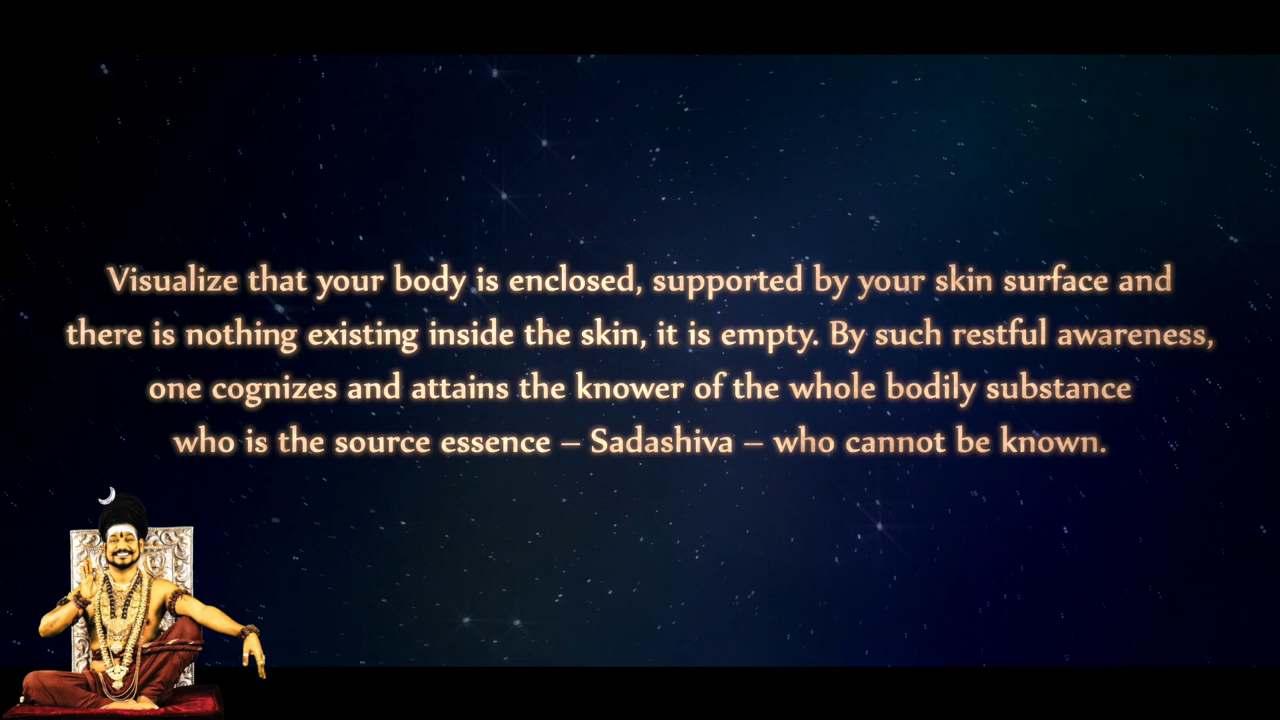 Visualize that your body is enclosed, supported by your skin surface and
there is nothing existing inside the skin, it is empty. By such restful awareness,
one cognizes and attains the knower of the whole bodily substance
who is the source essence – Sadashiva – who cannot be known.